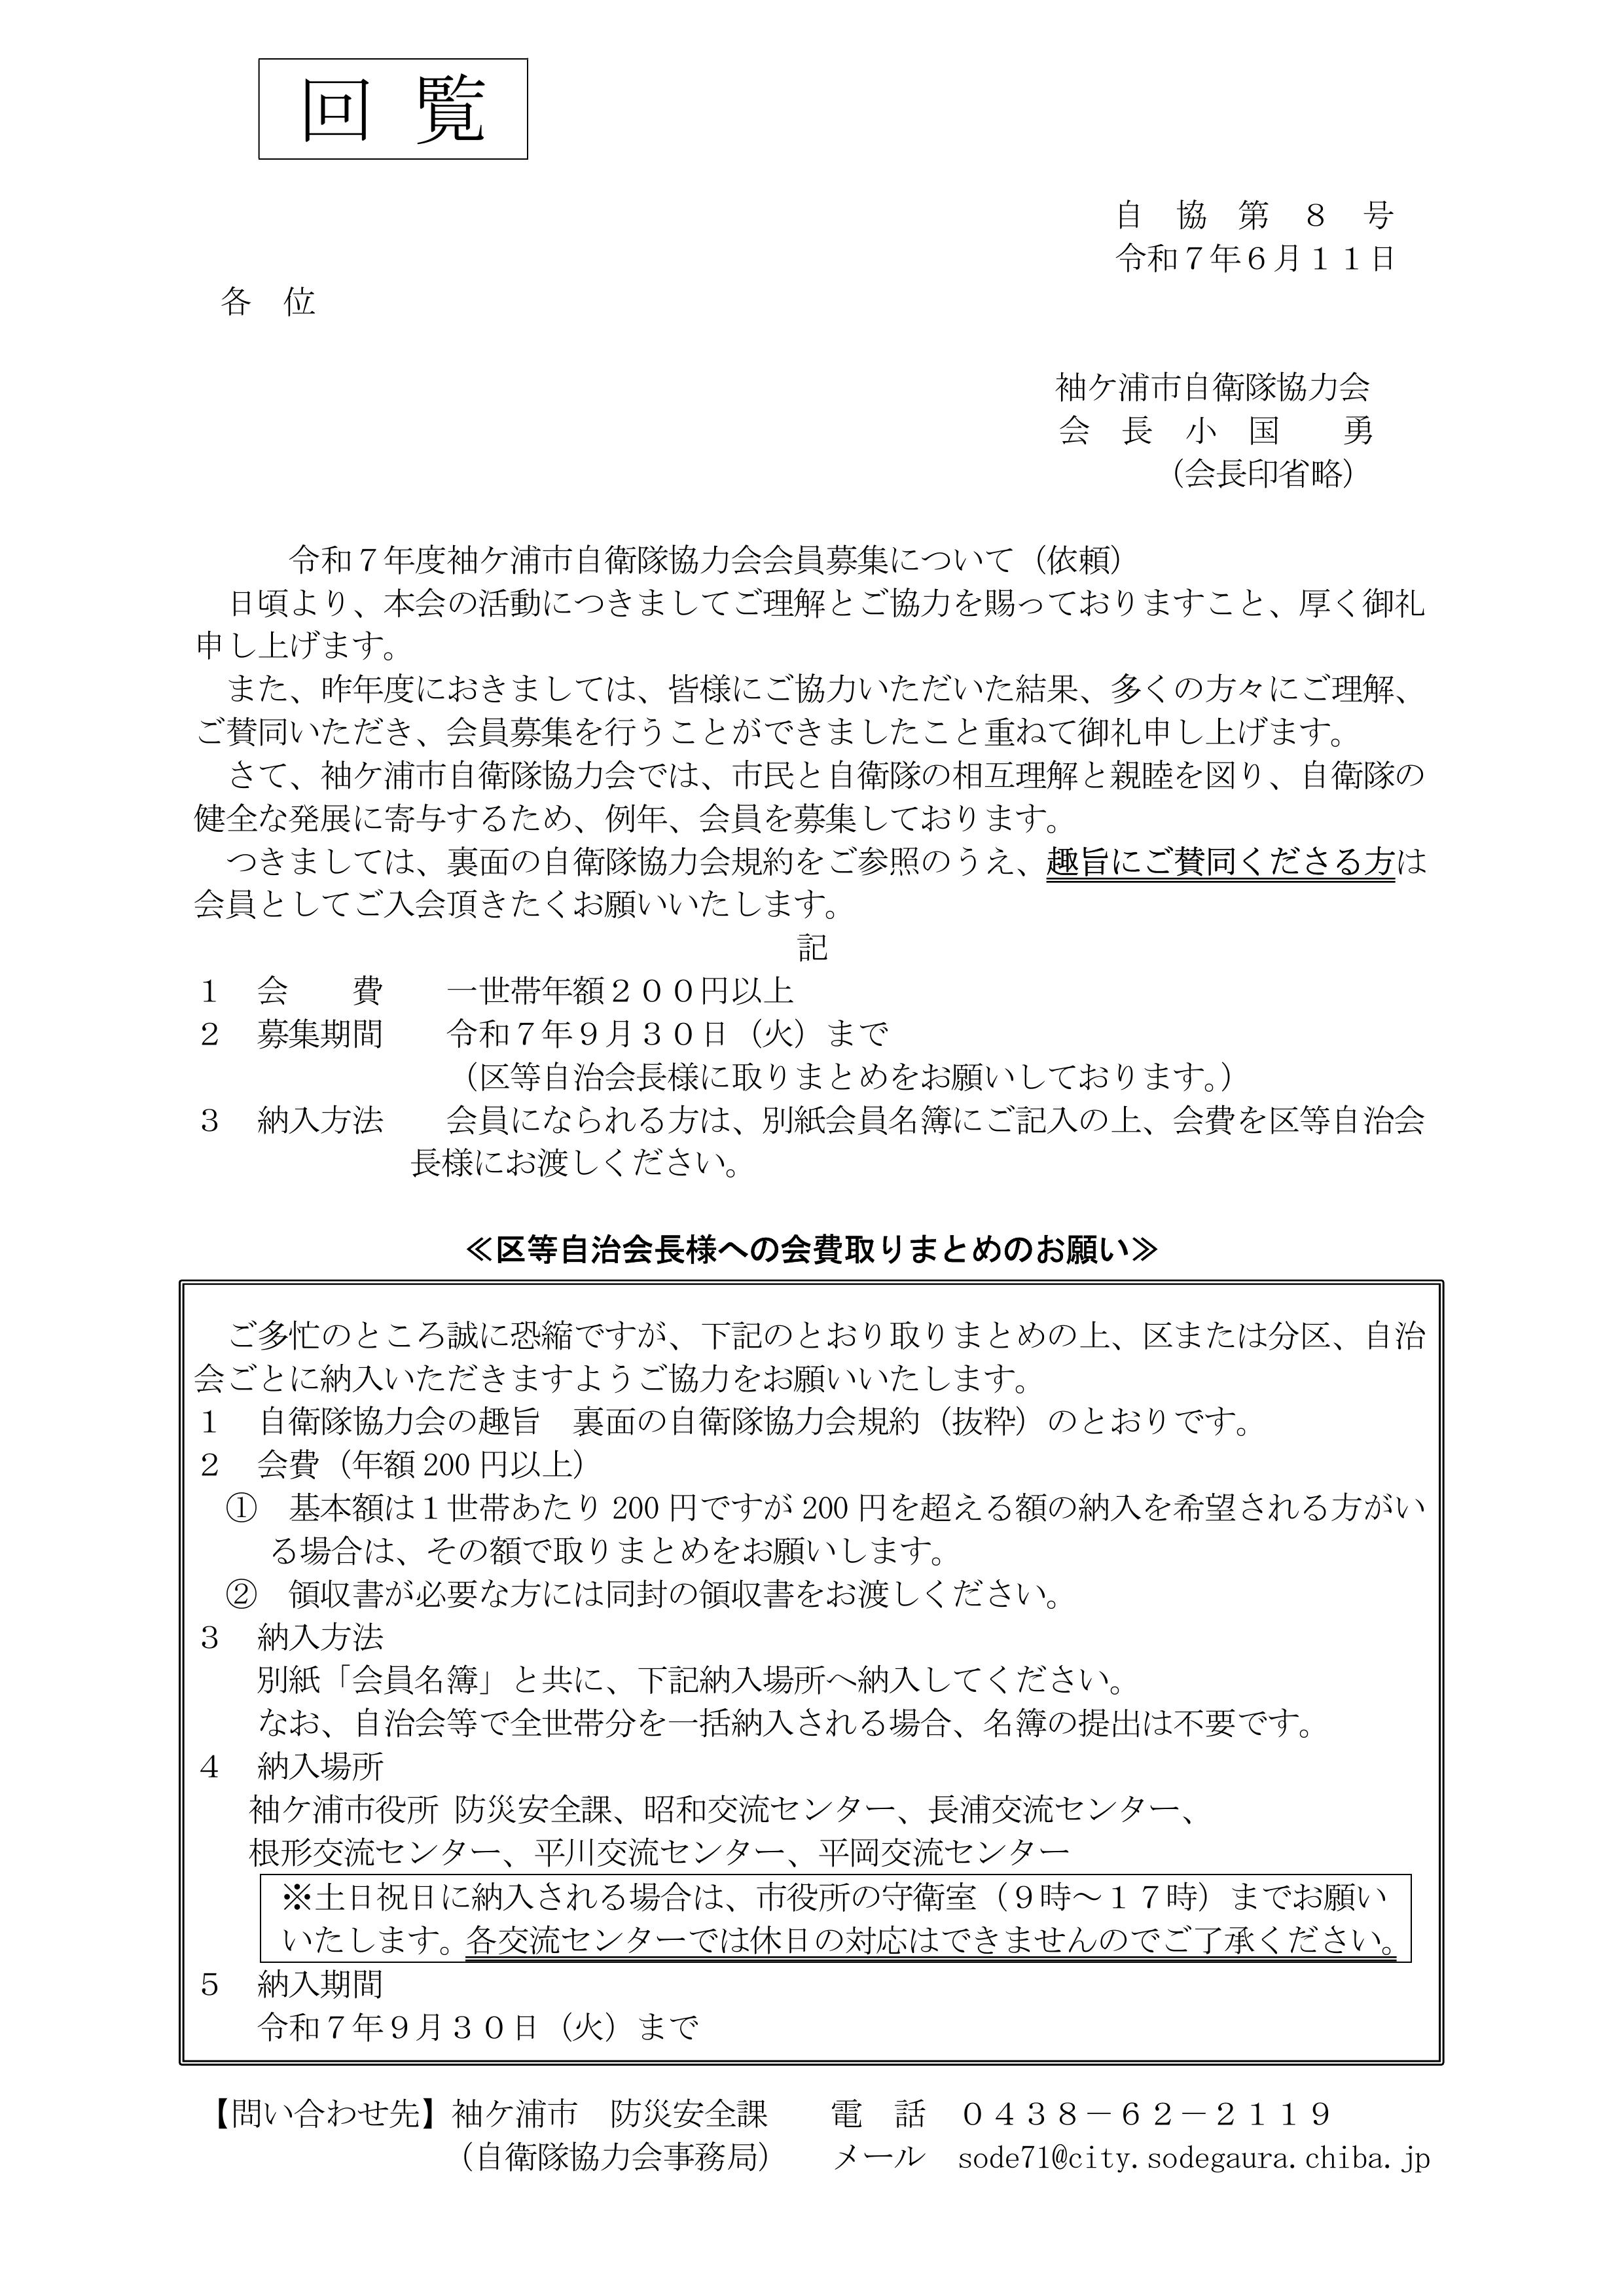 回　覧
自　協　第　８　号
令和７年６月１１日
各　位
袖ケ浦市自衛隊協力会
会　長　小　国　　勇
（会長印省略）
令和７年度袖ケ浦市自衛隊協力会会員募集について（依頼）
日頃より、本会の活動につきましてご理解とご協力を賜っておりますこと、厚く御礼
申し上げます。
また、昨年度におきましては、皆様にご協力いただいた結果、多くの方々にご理解、
ご賛同いただき、会員募集を行うことができましたこと重ねて御礼申し上げます。
さて、袖ケ浦市自衛隊協力会では、市民と自衛隊の相互理解と親睦を図り、自衛隊の
健全な発展に寄与するため、例年、会員を募集しております。
つきましては、裏面の自衛隊協力会規約をご参照のうえ、趣旨にご賛同くださる方は
会員としてご入会頂きたくお願いいたします。
記
１　会　　費　　一世帯年額２００円以上
２　募集期間　　令和７年９月３０日（火）まで
（区等自治会長様に取りまとめをお願いしております。）
３　納入方法　　会員になられる方は、別紙会員名簿にご記入の上、会費を区等自治会
長様にお渡しください。
≪区等自治会長様への会費取りまとめのお願い≫
ご多忙のところ誠に恐縮ですが、下記のとおり取りまとめの上、区または分区、自治
会ごとに納入いただきますようご協力をお願いいたします。
１　自衛隊協力会の趣旨　裏面の自衛隊協力会規約（抜粋）のとおりです。
２　会費（年額 200 円以上）
①　基本額は１世帯あたり 200 円ですが 200 円を超える額の納入を希望される方がい
る場合は、その額で取りまとめをお願いします。
②　領収書が必要な方には同封の領収書をお渡しください。
３　納入方法
別紙「会員名簿」と共に、下記納入場所へ納入してください。
なお、自治会等で全世帯分を一括納入される場合、名簿の提出は不要です。
４　納入場所
袖ケ浦市役所 防災安全課、昭和交流センター、長浦交流センター、
根形交流センター、平川交流センター、平岡交流センター
※土日祝日に納入される場合は、市役所の守衛室（９時～１７時）までお願い
いたします。各交流センターでは休日の対応はできませんのでご了承ください。
５　納入期間
令和７年９月３０日（火）まで
【問い合わせ先】袖ケ浦市　防災安全課　　電　話　０４３８－６２－２１１９
（自衛隊協力会事務局）　　メール　sode71@city.sodegaura.chiba.jp